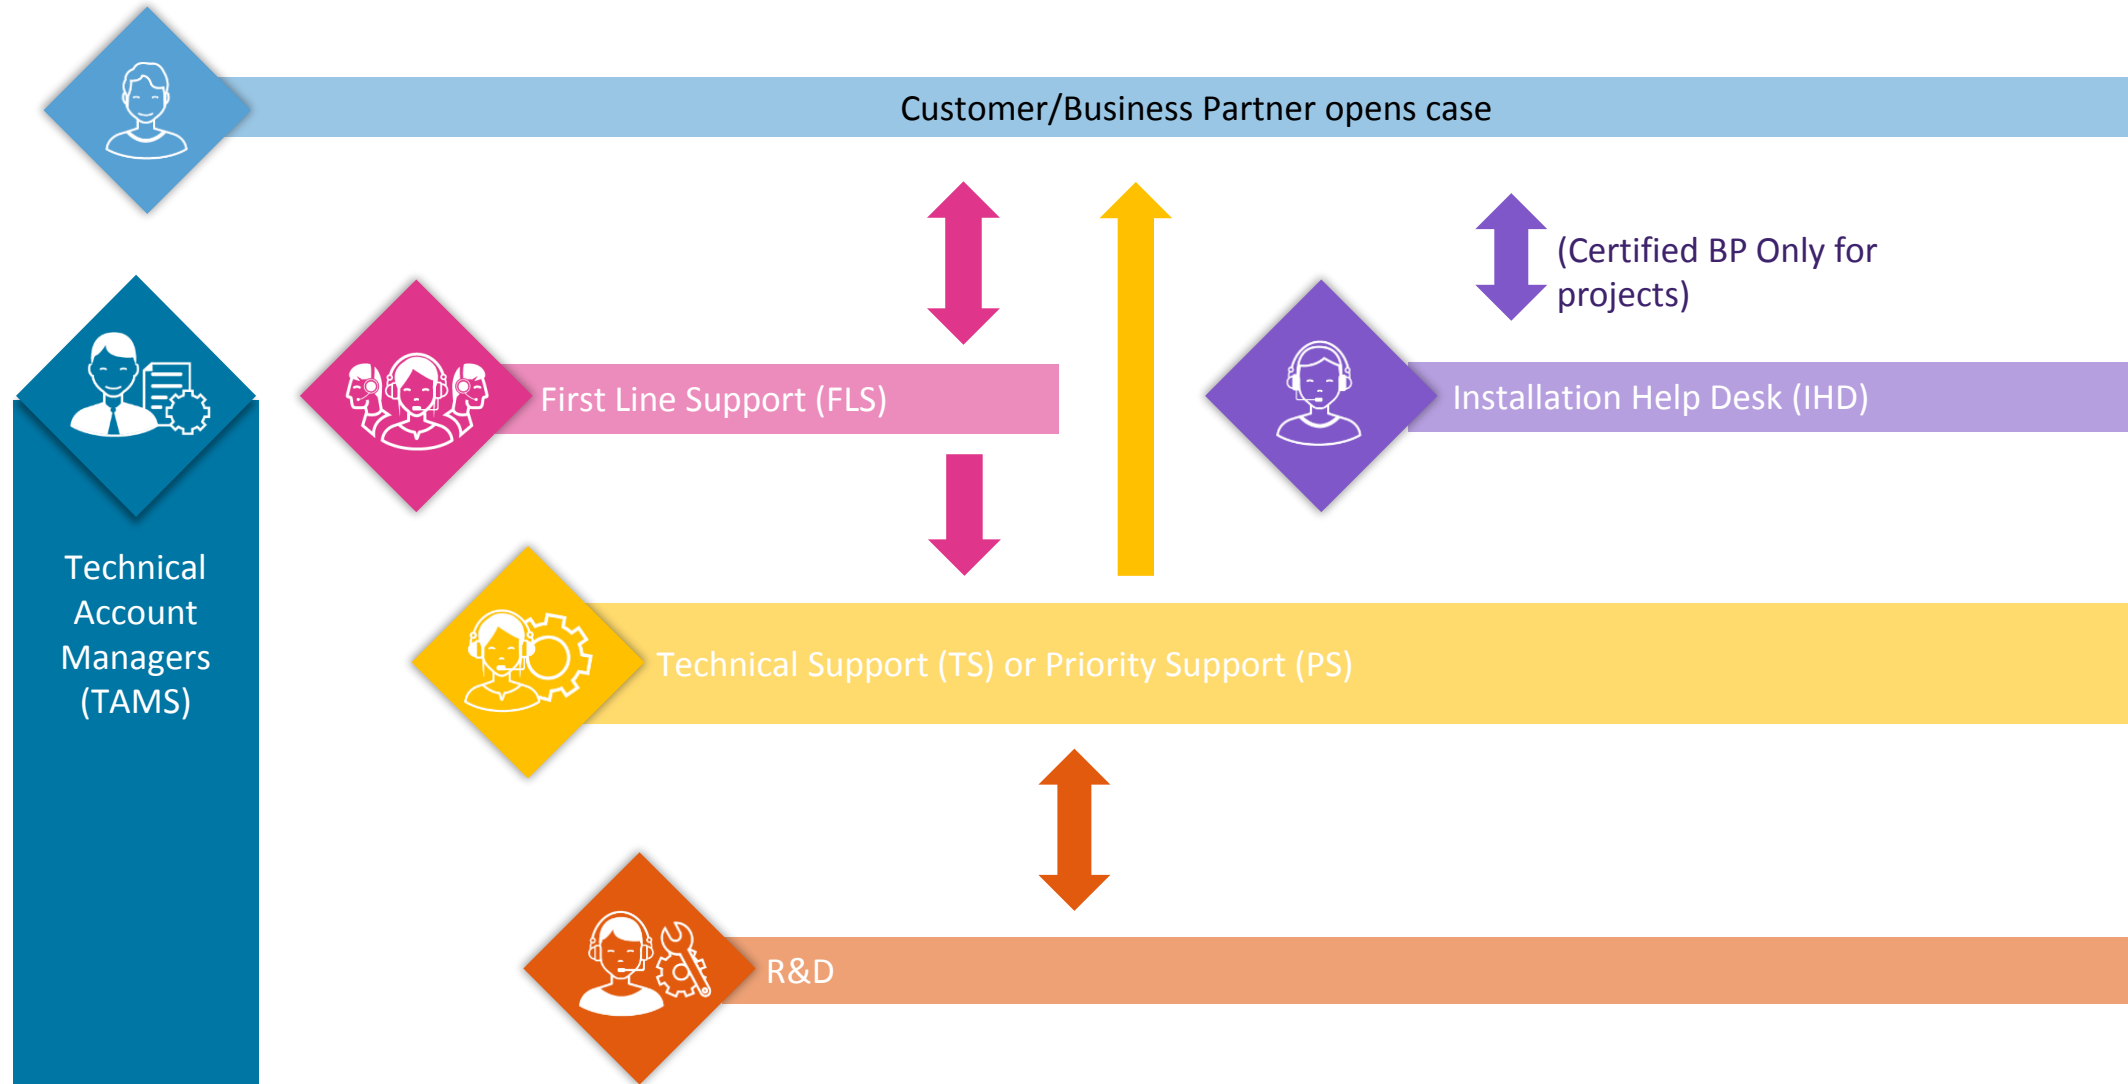 Customer/Business Partner opens case
(Certified BP Only for
projects)
First Line Support (FLS)
Installation Help Desk (IHD)
Technical
Account
Managers
(TAMS)
Technical Support (TS) or Priority Support (PS)
R&D